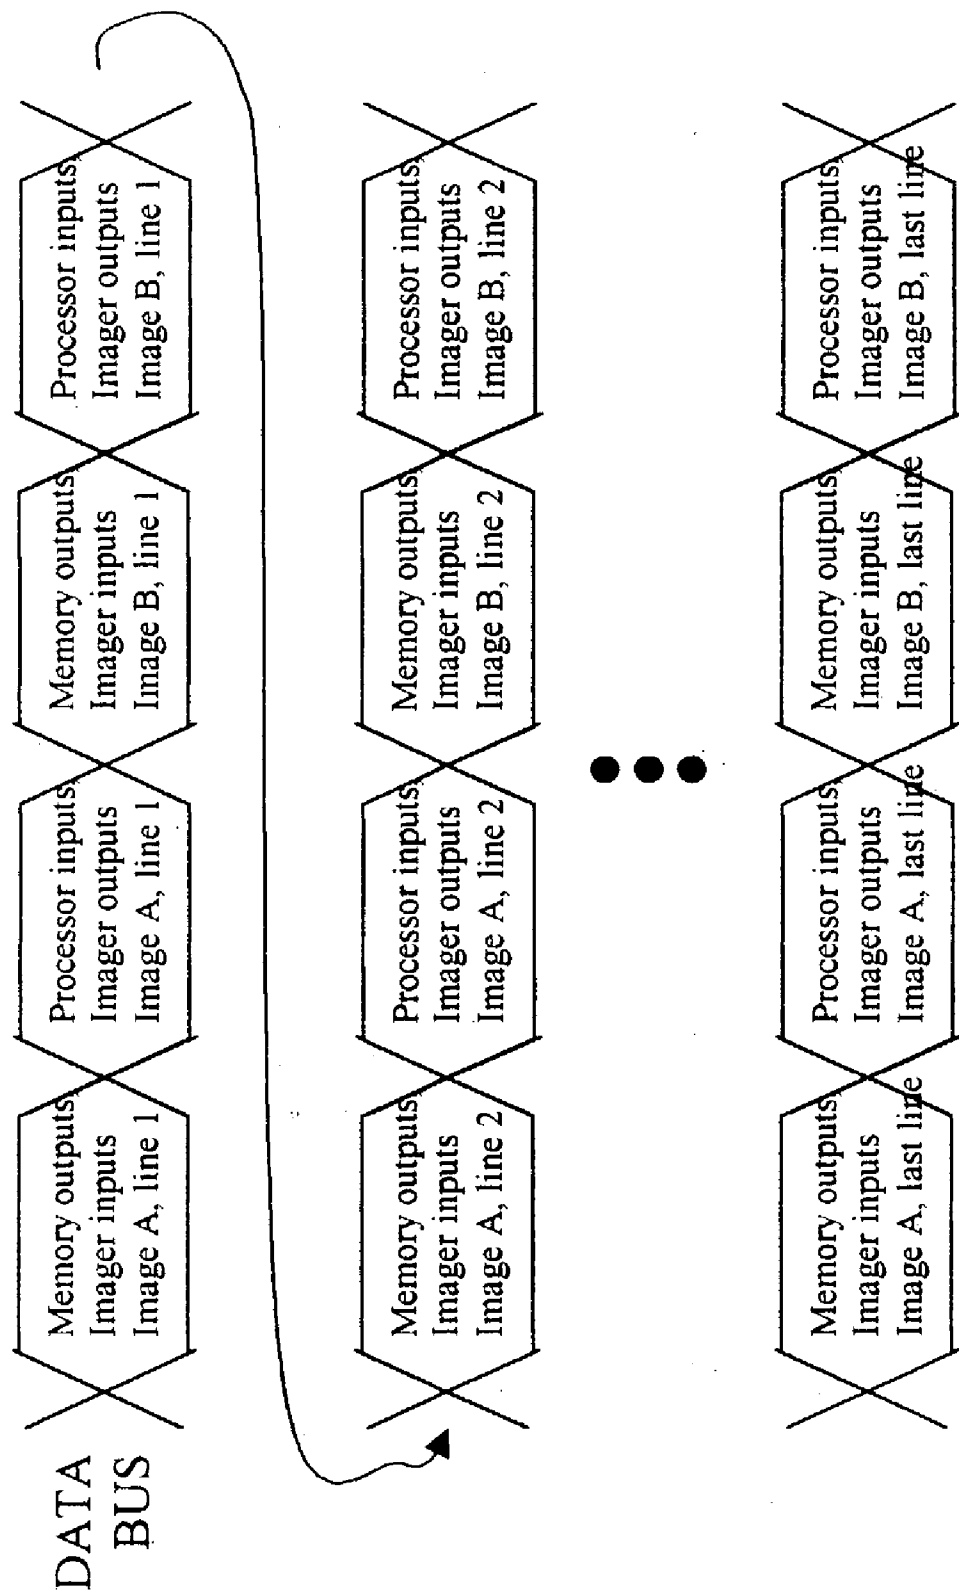 DATA
BUS
Memory outputs,
Imager inputs
Image A, line 1
Processor inputs,
Imager outputs
Image A, line 1
Memory outputs,
Imager inputs
Image B, line 1
Processor inputs,
Imager outputs
Image B, line 1
Memory outputs,
Imager inputs
Image A, line 2
Processor inputs,
Imager outputs
Image A, line 2
Memory outputs,
Imager inputs
Image B, line 2
Processor inputs,
Imager outputs
Image B, line 2
Memory outputs,
Imager inputs
Image A, last line
Processor inputs,
Imager outputs
Image A, last line
Memory outputs,
Imager inputs
Image B, last line
Processor inputs,
Imager outputs
Image B, last line